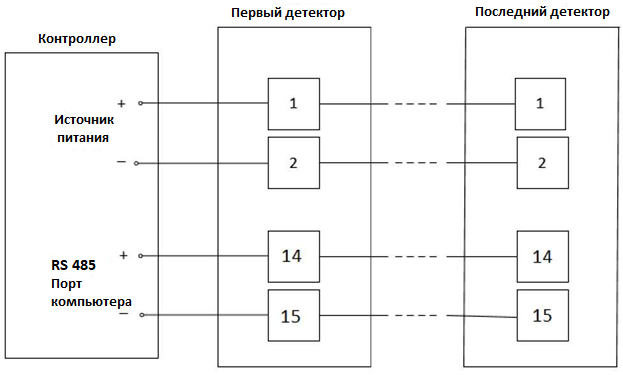 Первый детектор
Последний детектор
Контроллер
+
1
1
Источник
питания
−
2
2
+
14
14
RS 485
Порт
компьютера
−
15
15